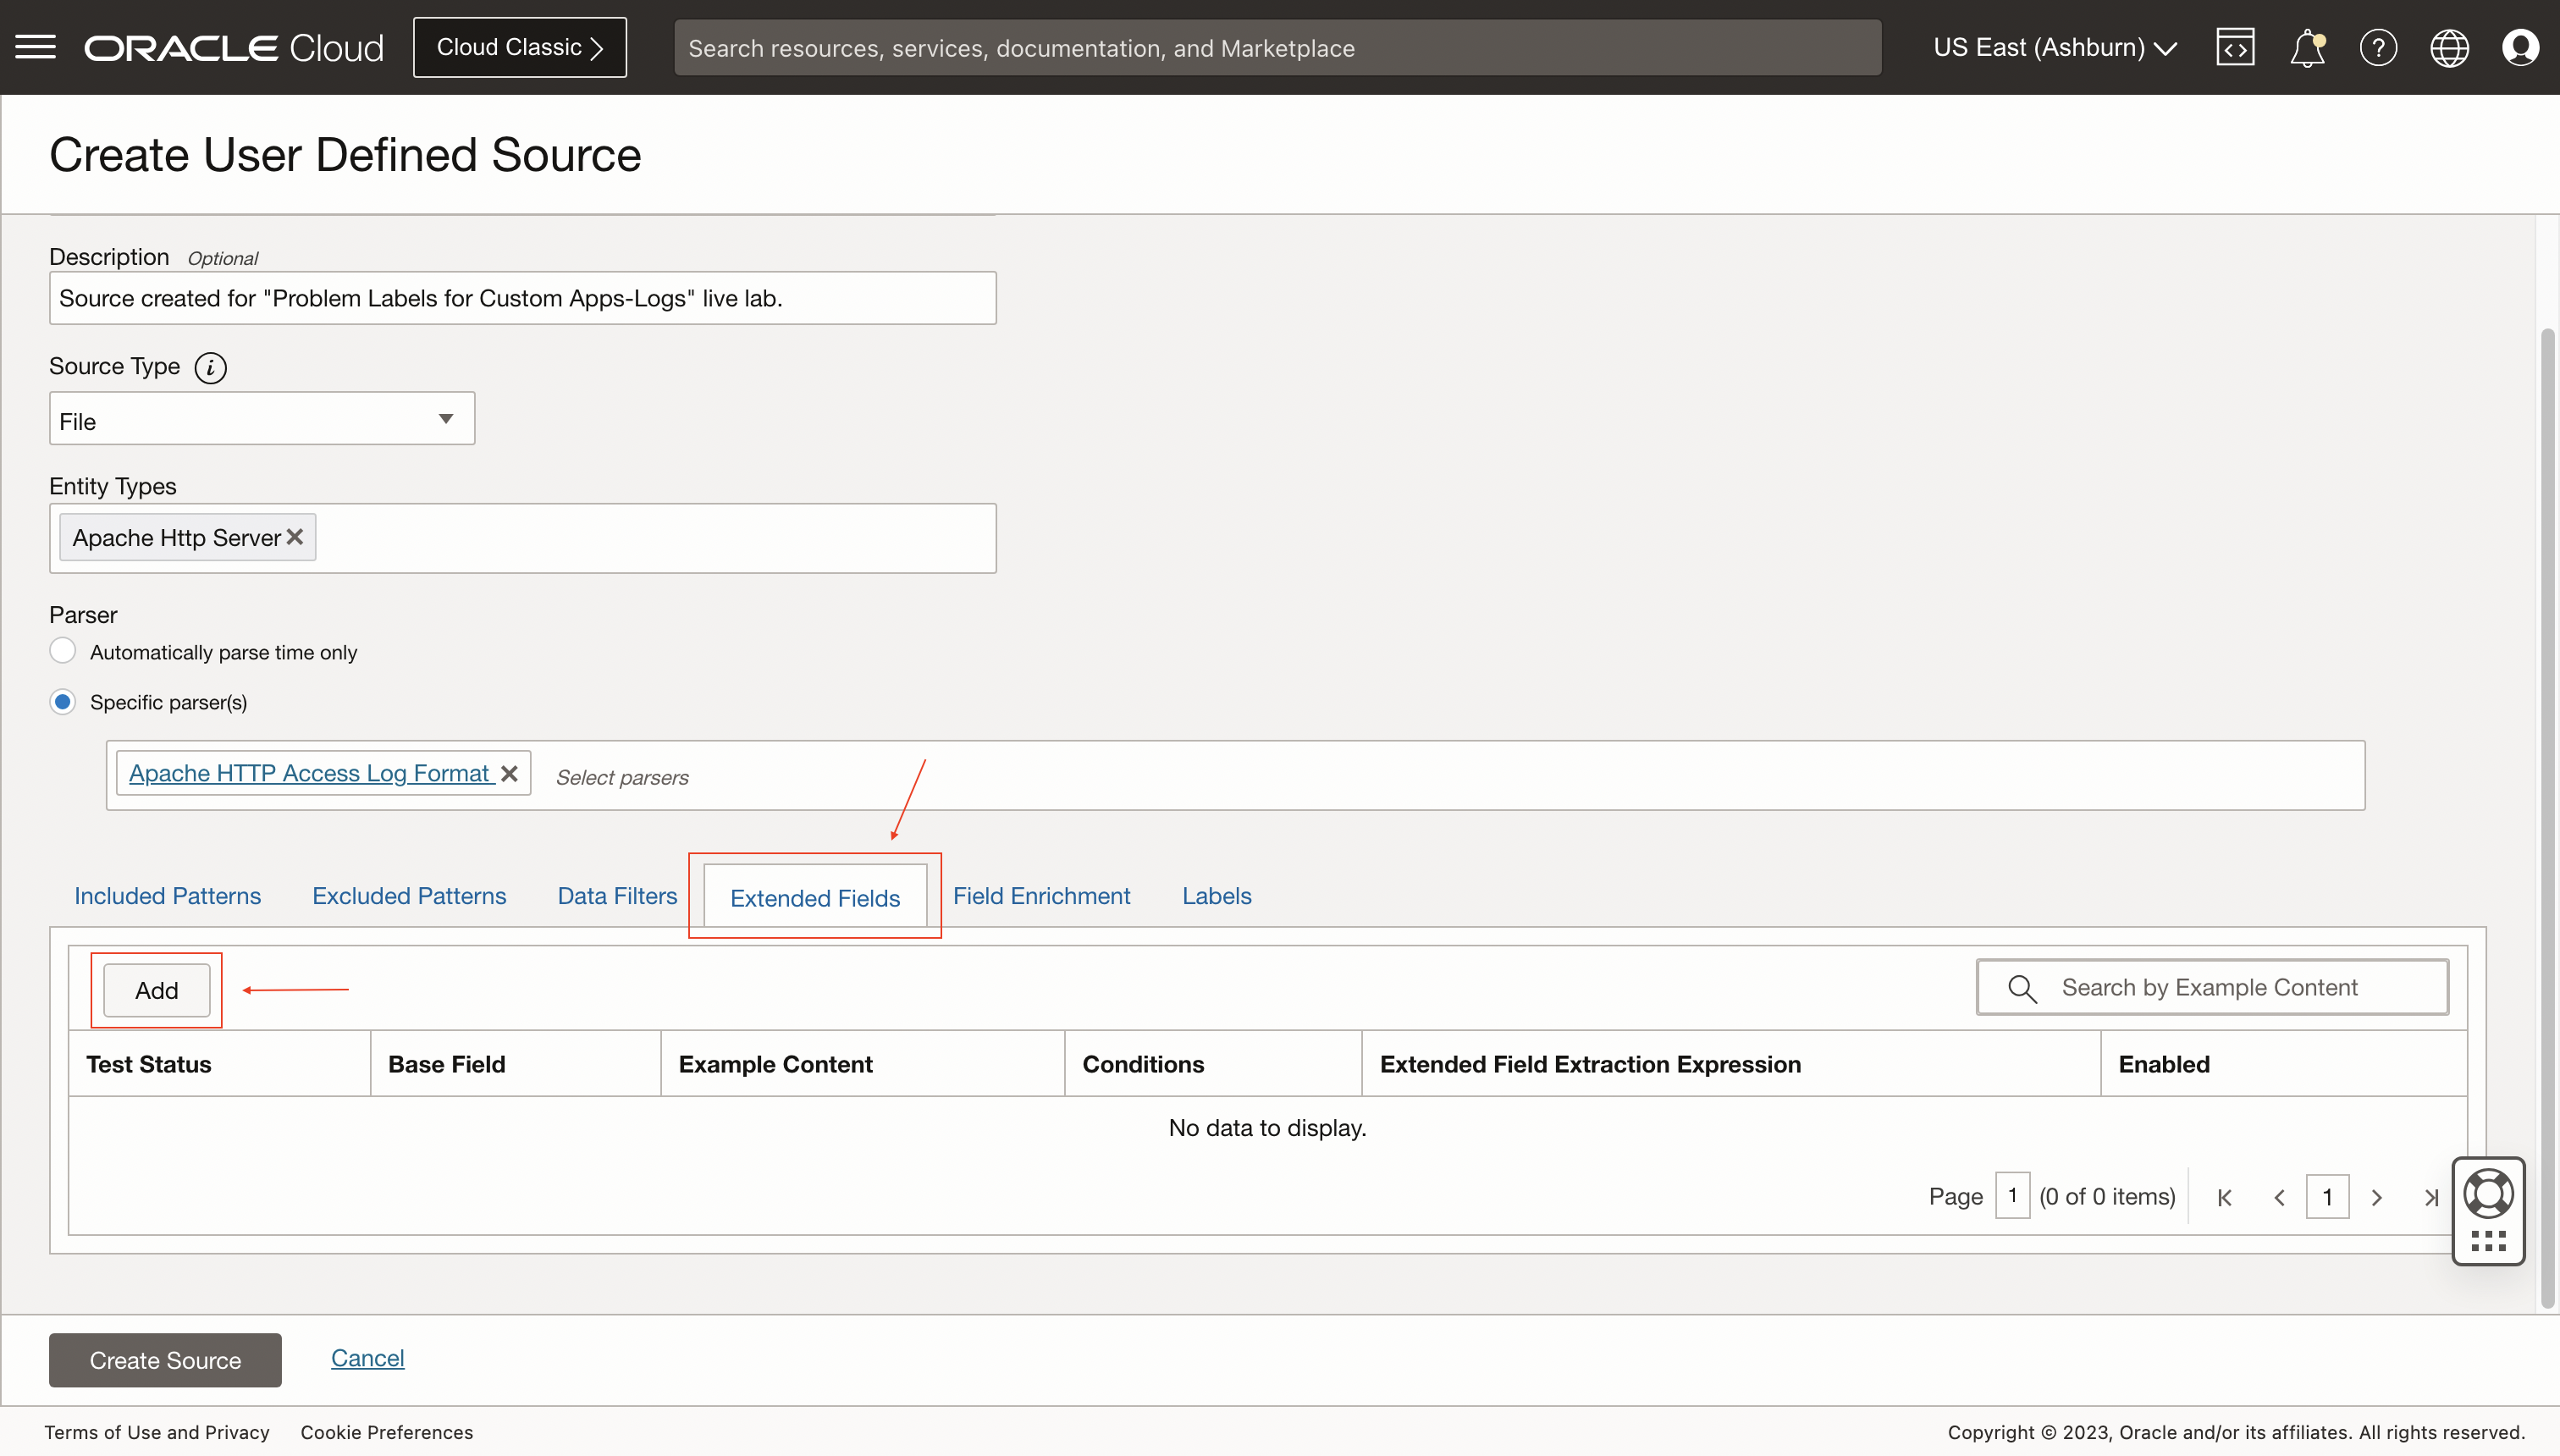 ORACLE Cloud
Cloud Classic
Search resources, services, documentation, and Marketplace
US East (Ashburn)
Create User Defined Source
Description Optional
Source created for "Problem Labels for Custom Apps-Logs" live lab.
Source Type
File
Entity Types
Apache Http Server
Parser
Automatically parse time only
Specific parser(s)
Apache HTTP Access Log Format Select parsers
Included Patterns Excluded Patterns Data Filters Extended Fields Field Enrichment Labels
Add Search by Example Content
Test Status Base Field Example Content Conditions Extended Field Extraction Expression Enabled
No data to display.
Page 1 (0 of 0 items) 1
Create Source Cancel
Terms of Use and Privacy Cookie Preferences Copyright © 2023, Oracle and/or its affiliates. All rights reserved.